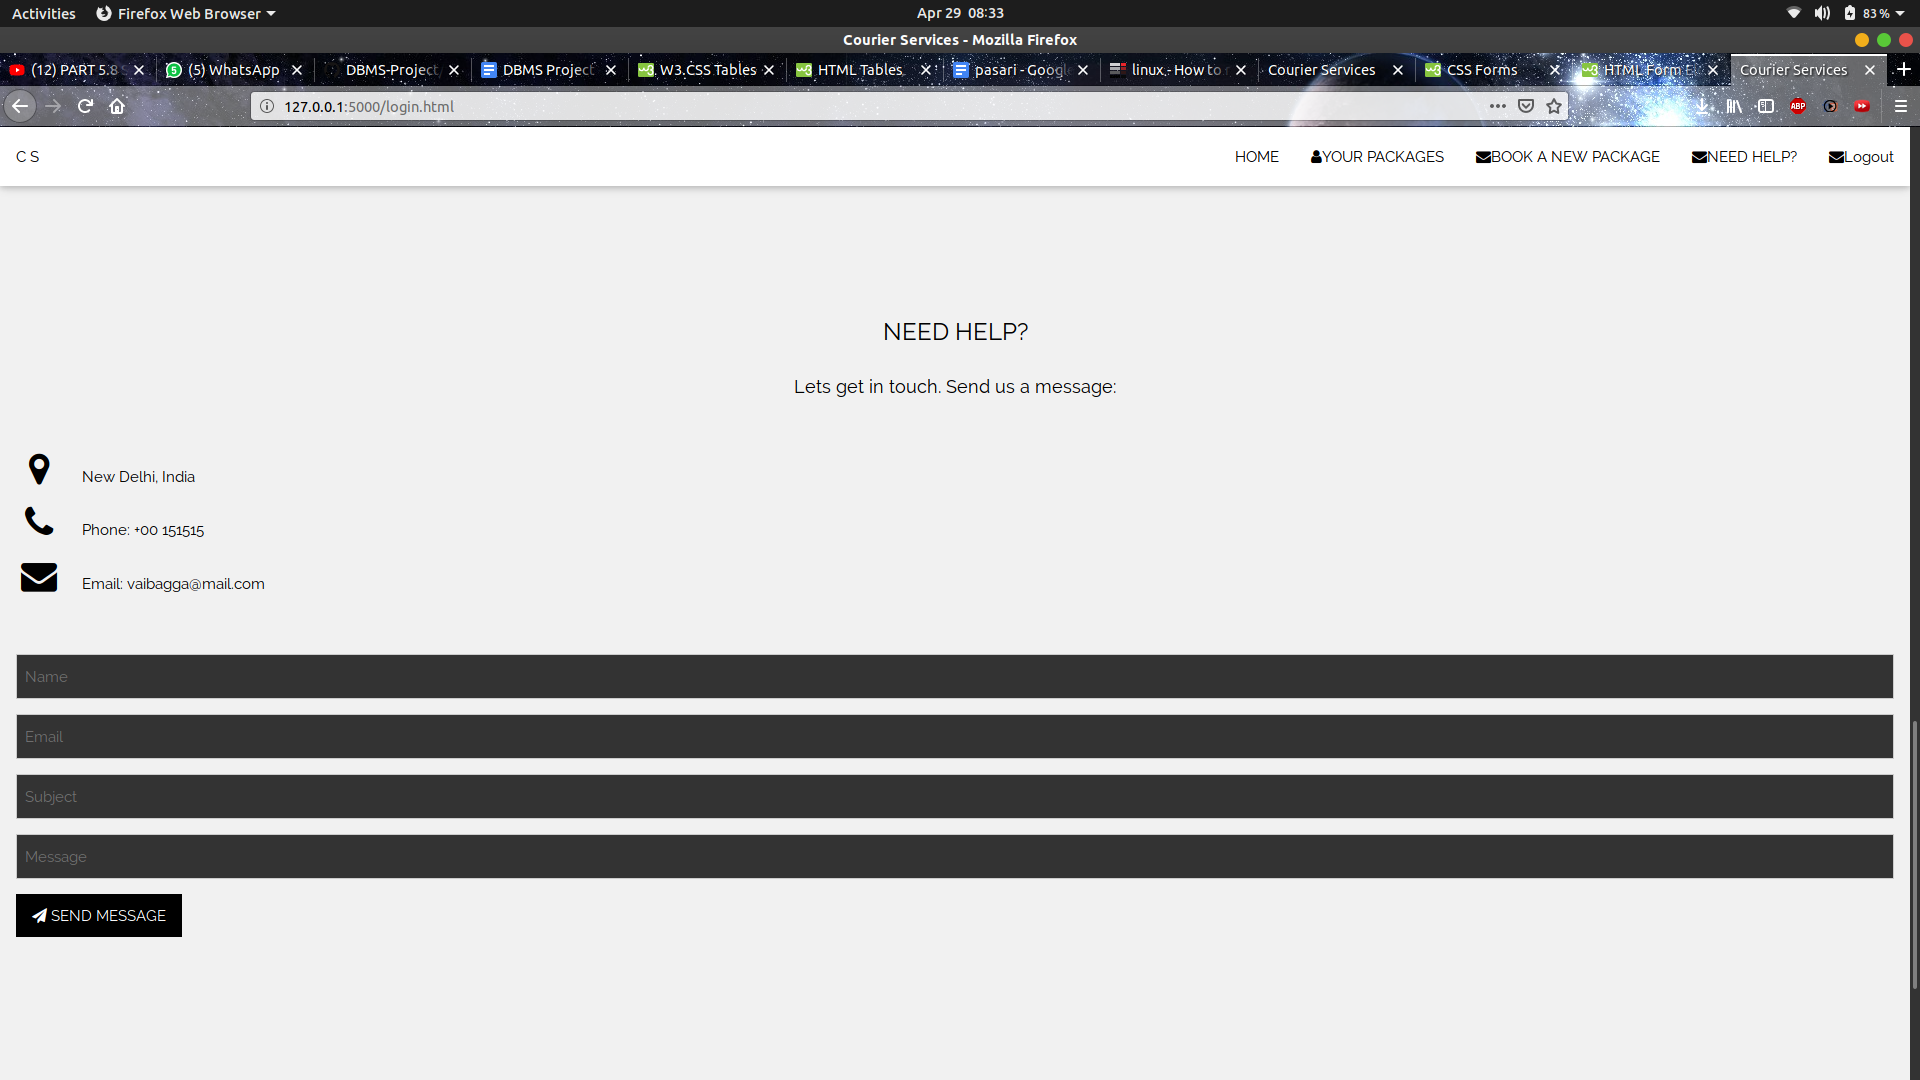 Activities Firefox Web Browser Apr 29 08:33 83 %
Courier Services - Mozilla Firefox
(12) PART 5.8 (5) WhatsApp DBMS-Project DBMS Project W3.CSS Tables HTML Tables pasari - Google linux - How to Courier Services CSS Forms HTML Form Courier Services
127.0.0.1:5000/login.html ABP
C S HOME YOUR PACKAGES BOOK A NEW PACKAGE NEED HELP? Logout
NEED HELP?
Lets get in touch. Send us a message:
New Delhi, India
Phone: +00 151515
Email: vaibagga@mail.com
Name
Email
Subject
Message
SEND MESSAGE